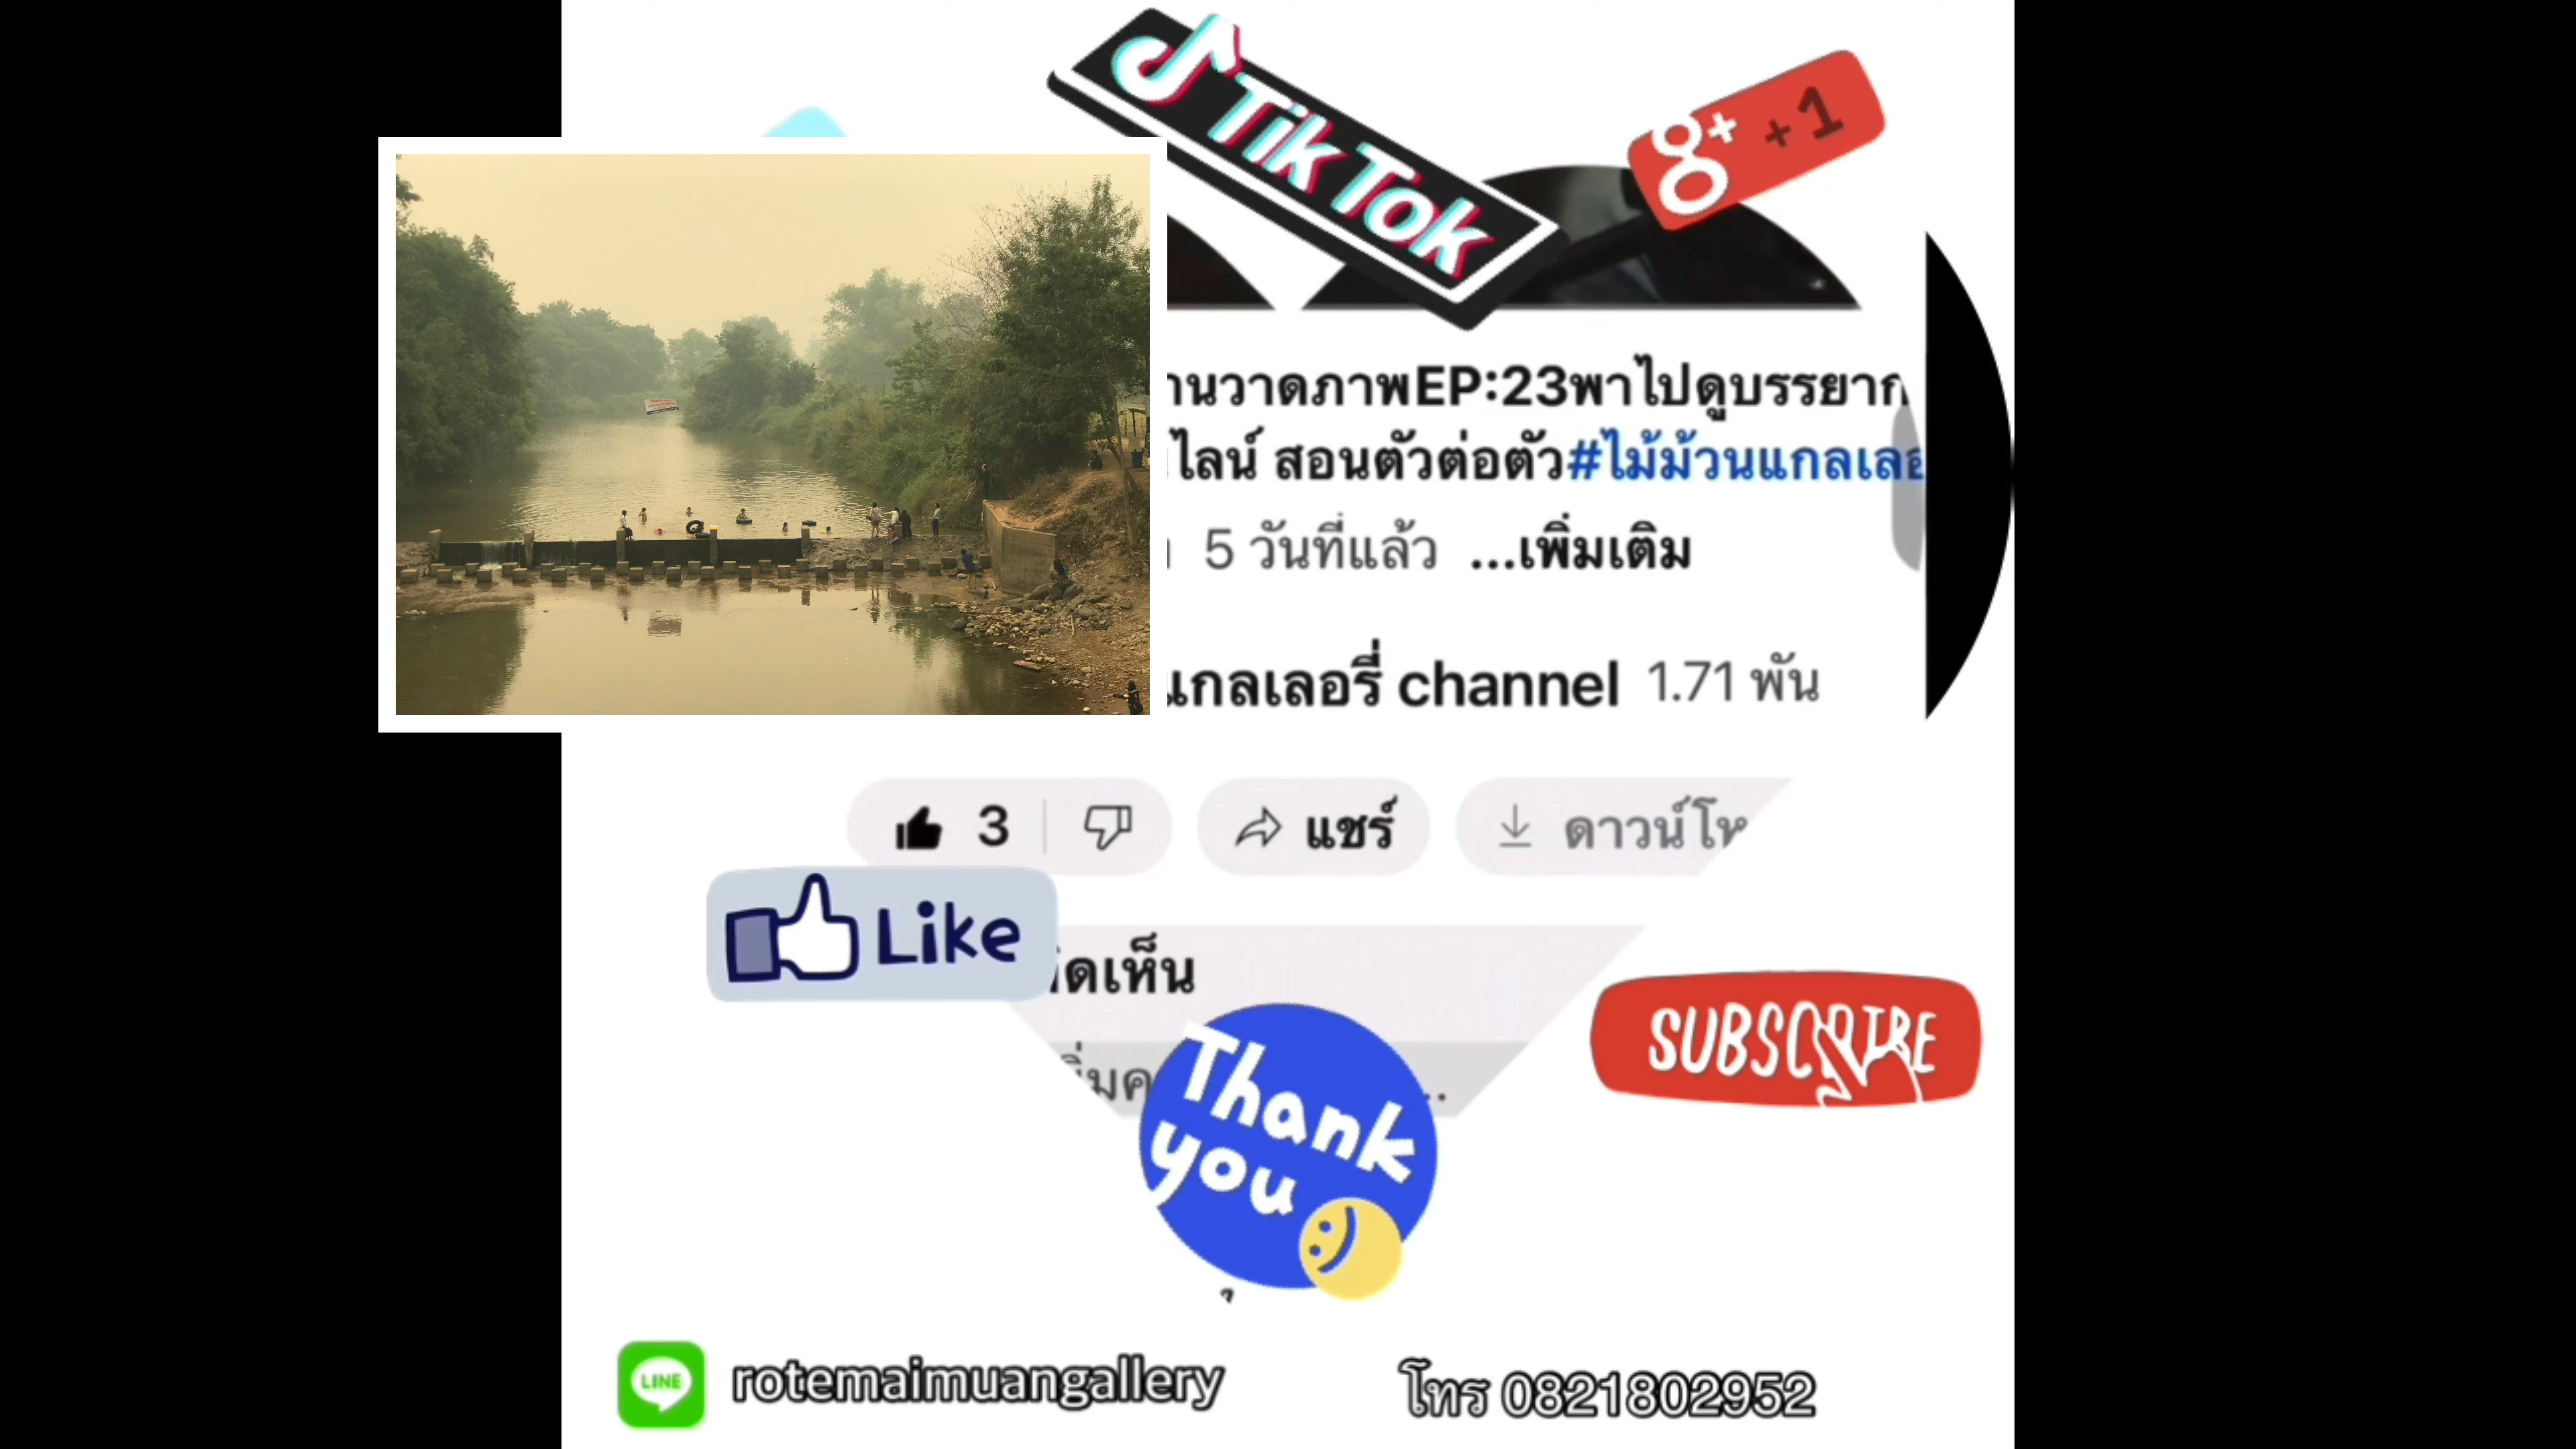 TikTok
g+ +1
านวาดภาพEP:23พาไปดูบรรยาก
ไลน์ สอนตัวต่อตัว#ไม้ม้วนแกลเลอ
5 วันที่แล้ว ...เพิ่มเติม
แกลเลอรี่ channel 1.71 พัน
3 แชร์ ดาวน์โห
Like
คิดเห็น
SUBSCRIBE
Thank
you
LINE rotemaimuangallery โทร 0821802952